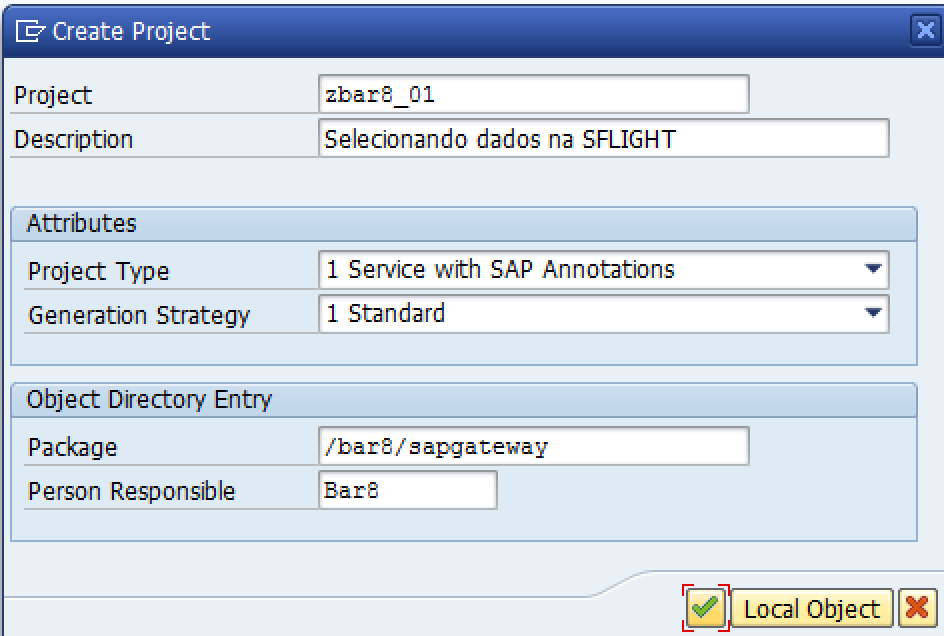 Create Project
Project zbar8_01
Description Selecionando dados na SFLIGHT
Attributes
Project Type 1 Service with SAP Annotations
Generation Strategy 1 Standard
Object Directory Entry
Package /bar8/sapgateway
Person Responsible Bar8
Local Object